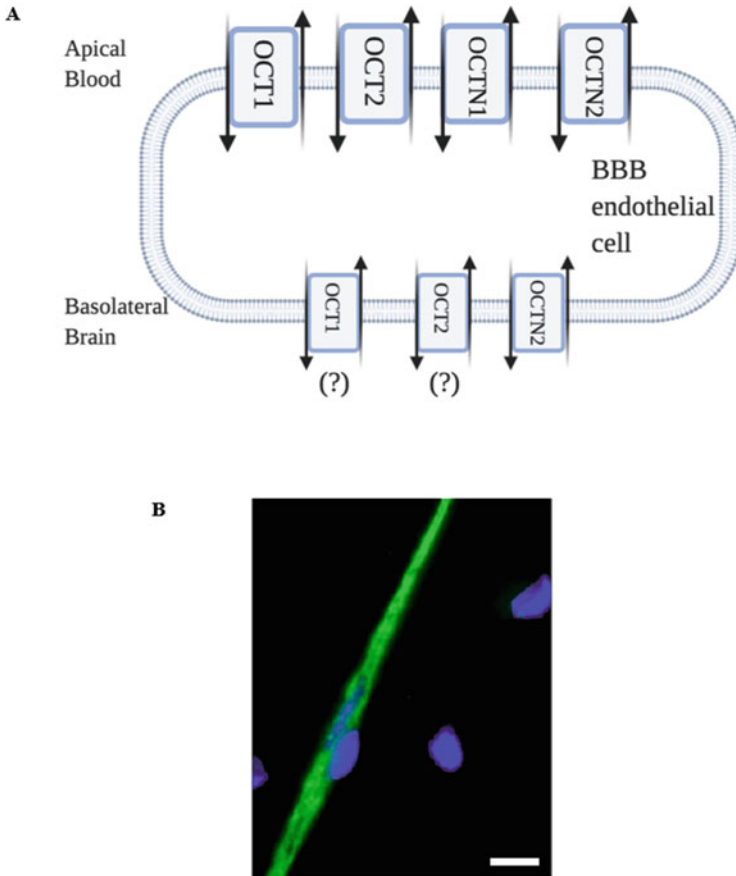 A
Apical
Blood
OCT1
OCT2
OCTN1
OCTN2
BBB
endothelial
cell
Basolateral
Brain
OCT1
OCT2
OCTN2
(?)
(?)
B